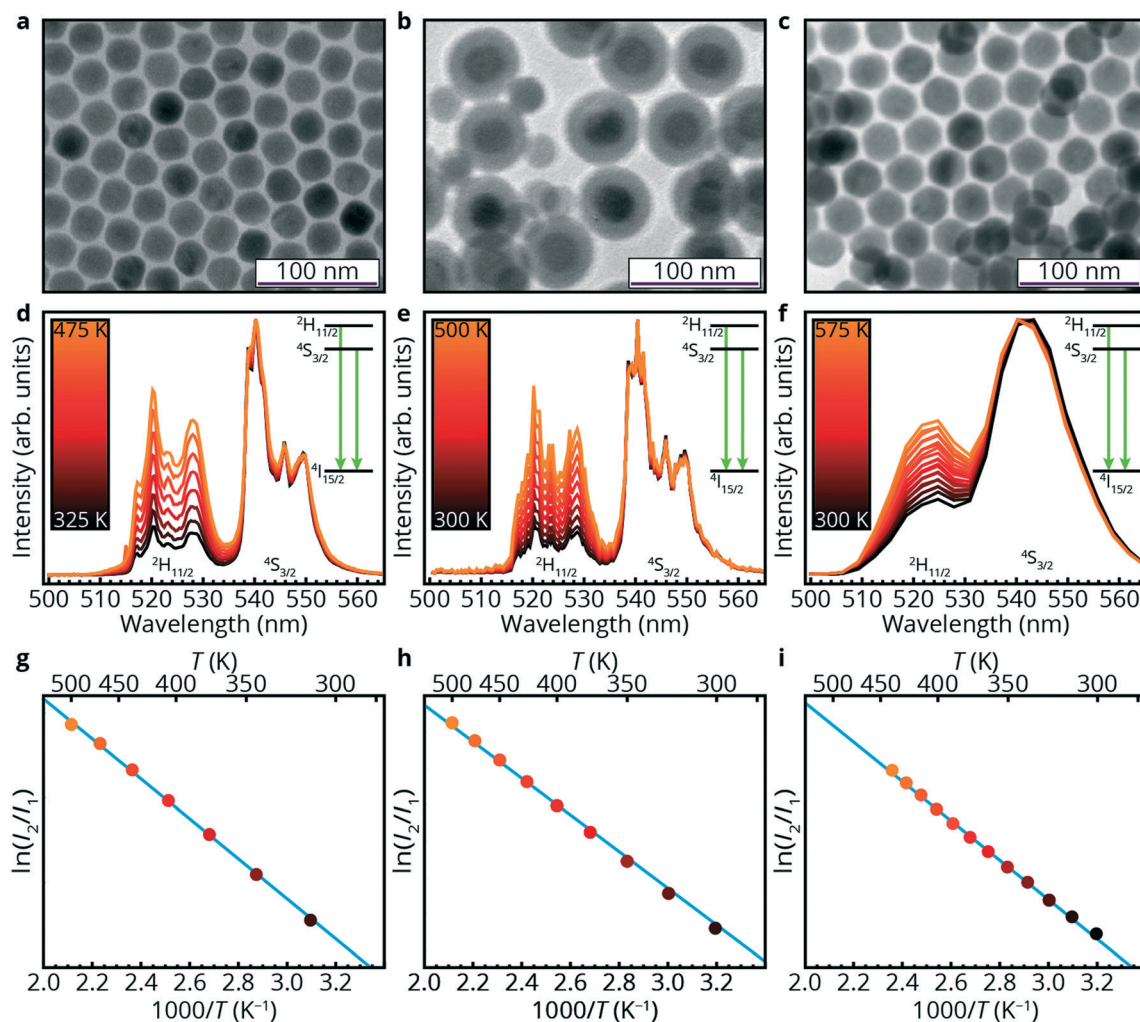 a
b
c
100 nm
100 nm
100 nm
d
e
f
475 K
325 K
²H₁₁/₂
⁴S₃/₂
⁴I₁₅/₂
²H₁₁/₂
⁴S₃/₂
Intensity (arb. units)
500 510 520 530 540 550 560
Wavelength (nm)
500 K
300 K
²H₁₁/₂
⁴S₃/₂
⁴I₁₅/₂
²H₁₁/₂
⁴S₃/₂
Intensity (arb. units)
500 510 520 530 540 550 560
Wavelength (nm)
575 K
300 K
²H₁₁/₂
⁴S₃/₂
⁴I₁₅/₂
²H₁₁/₂
⁴S₃/₂
Intensity (arb. units)
500 510 520 530 540 550 560
Wavelength (nm)
g
T (K)
500 450 400 350 300
ln(I₂/I₁)
2.0 2.2 2.4 2.6 2.8 3.0 3.2
1000/T (K⁻¹)
h
T (K)
500 450 400 350 300
ln(I₂/I₁)
2.0 2.2 2.4 2.6 2.8 3.0 3.2
1000/T (K⁻¹)
i
T (K)
500 450 400 350 300
ln(I₂/I₁)
2.0 2.2 2.4 2.6 2.8 3.0 3.2
1000/T (K⁻¹)